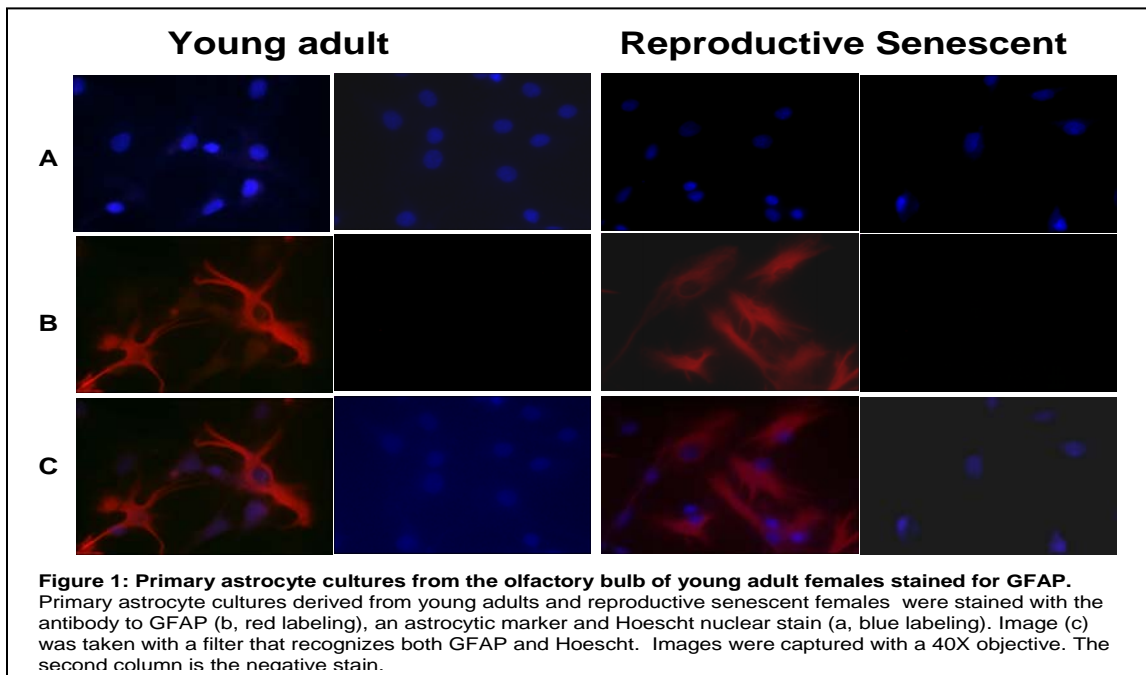 Young adult Reproductive Senescent
A
B
C
Figure 1: Primary astrocyte cultures from the olfactory bulb of young adult females stained for GFAP.
Primary astrocyte cultures derived from young adults and reproductive senescent females were stained with the
antibody to GFAP (b, red labeling), an astrocytic marker and Hoescht nuclear stain (a, blue labeling). Image (c)
was taken with a filter that recognizes both GFAP and Hoescht. Images were captured with a 40X objective. The
second column is the negative stain.